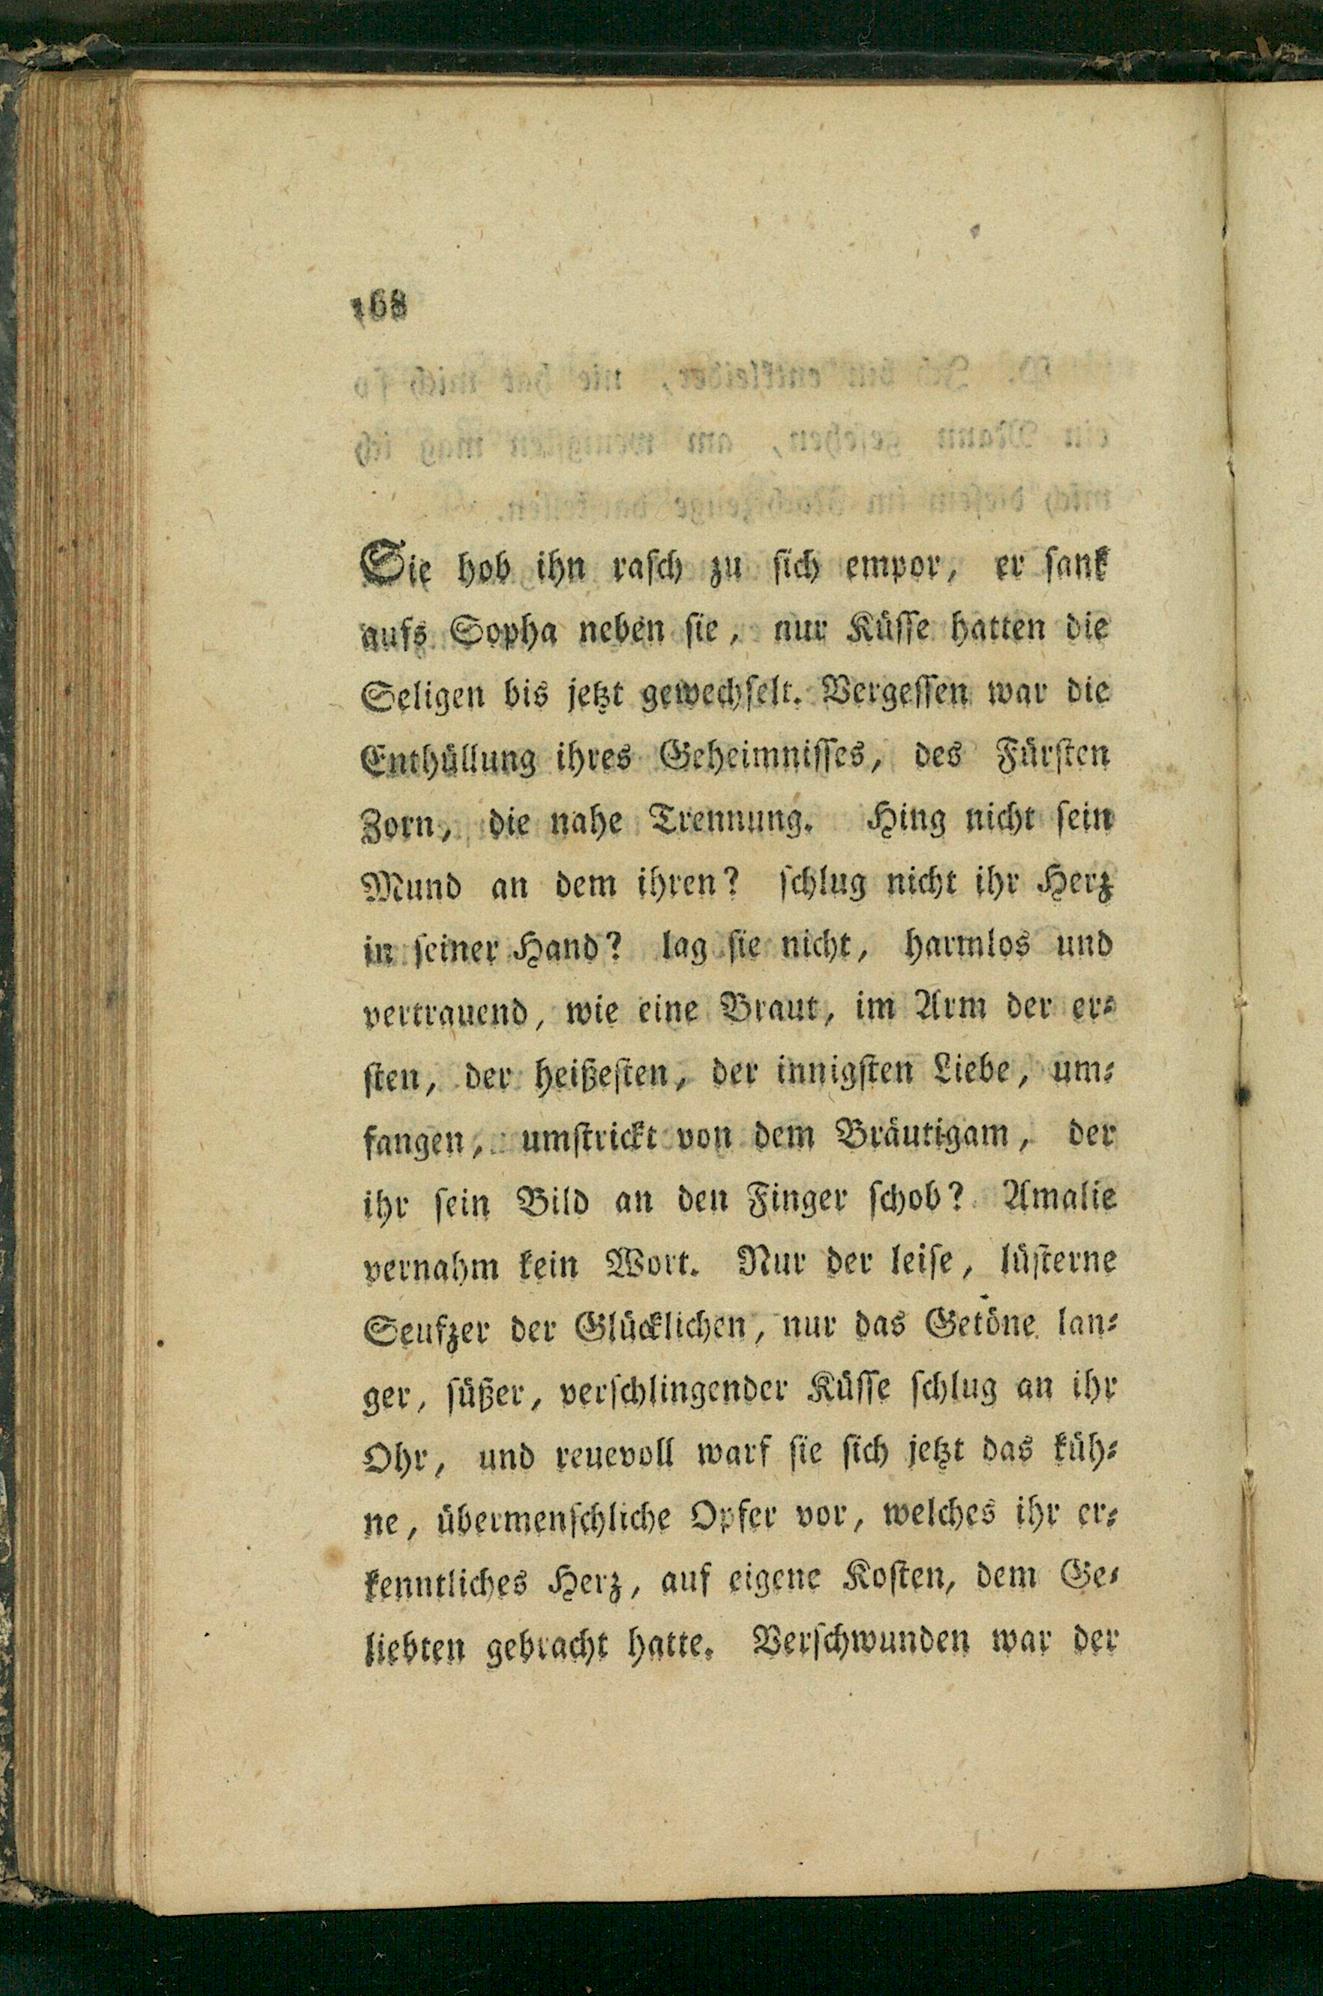 168
Sie hob ihn rasch zu sich empor, er sank
aufs Sopha neben sie, nur Küsse hatten die
Seligen bis jetzt gewechselt. Vergessen war die
Enthüllung ihres Geheimnisses, des Fürsten
Zorn, die nahe Trennung. Hing nicht sein
Mund an dem ihren? schlug nicht ihr Herz
in seiner Hand? lag sie nicht, harmlos und
vertrauend, wie eine Braut, im Arm der er-
sten, der heißesten, der innigsten Liebe, um-
fangen, umstrickt von dem Bräutigam, der
ihr sein Bild an den Finger schob? Amalie
vernahm kein Wort. Nur der leise, lüsterne
Seufzer der Glücklichen, nur das Getöne lan-
ger, süßer, verschlingender Küsse schlug an ihr
Ohr, und reuevoll warf sie sich jetzt das küh-
ne, übermenschliche Opfer vor, welches ihr er-
kenntliches Herz, auf eigene Kosten, dem Ge-
liebten gebracht hatte. Verschwunden war der